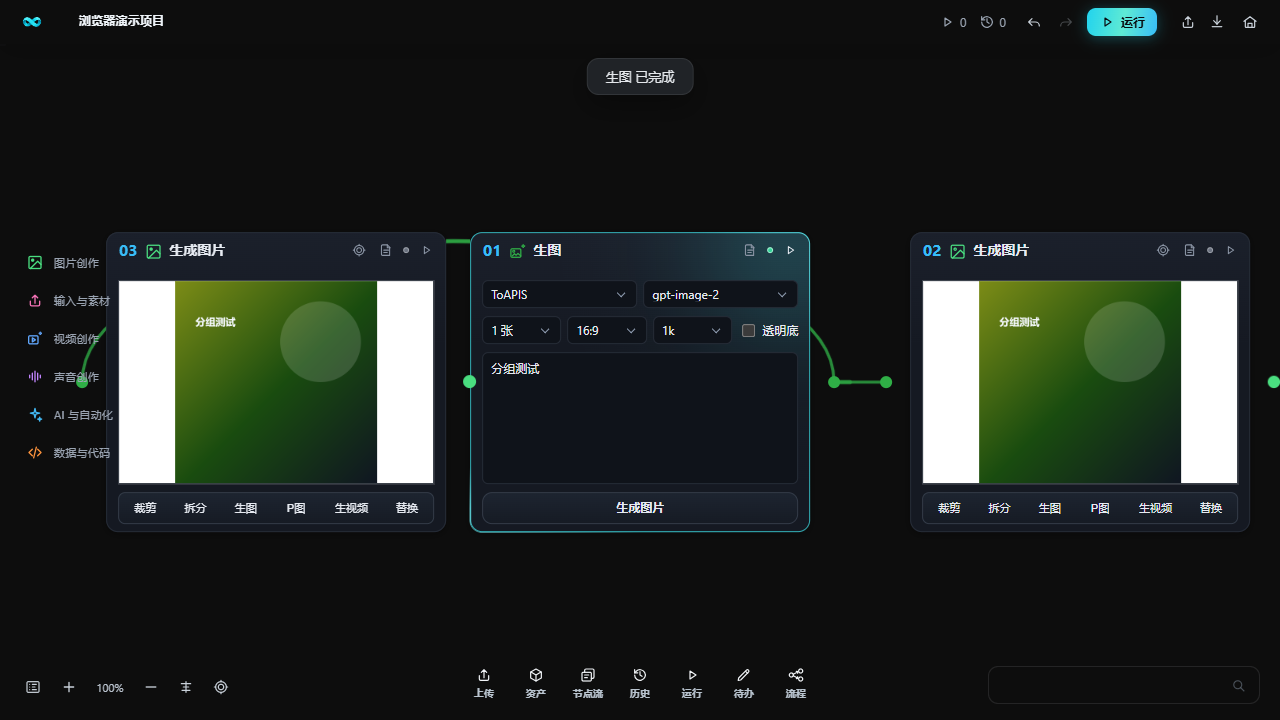 浏览器演示项目
0
0
运行
生图 已完成
图片创作
输入与素材
视频创作
声音创作
AI 与自动化
数据与代码
03 生成图片
分组测试
裁剪 拆分 生图 P图 生视频 替换
01 生图
ToAPIS gpt-image-2
1 张 16:9 1k 透明底
分组测试
生成图片
02 生成图片
分组测试
裁剪 拆分 生图 P图 生视频 替换
100%
上传 资产 节点流 历史 运行 待办 流程